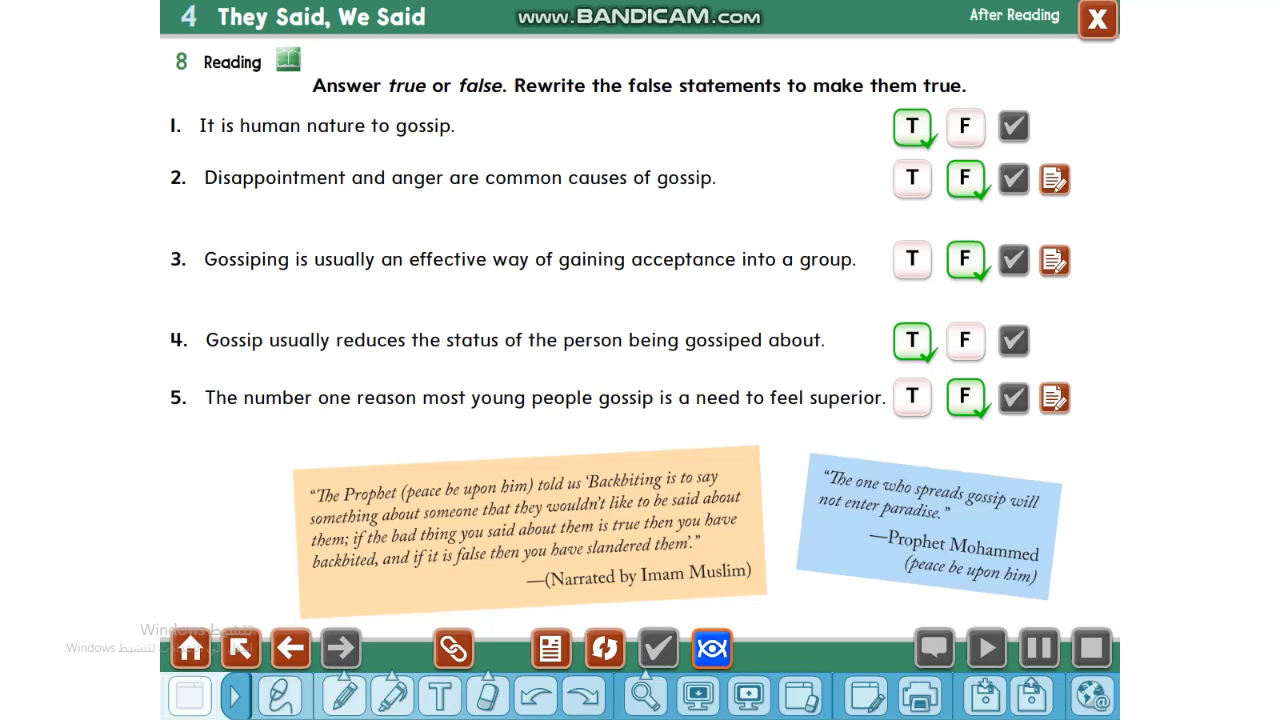 4 They Said, We Said
www.BANDICAM.com
After Reading
X
8 Reading
Answer true or false. Rewrite the false statements to make them true.
1. It is human nature to gossip. T F
2. Disappointment and anger are common causes of gossip. T F
3. Gossiping is usually an effective way of gaining acceptance into a group. T F
4. Gossip usually reduces the status of the person being gossiped about. T F
5. The number one reason most young people gossip is a need to feel superior. T F
“The Prophet (peace be upon him) told us ‘Backbiting is to say
something about someone that they wouldn’t like to be said about
them; if the bad thing you said about them is true then you have
backbited, and if it is false then you have slandered them’.”
—(Narrated by Imam Muslim)
“The one who spreads gossip will
not enter paradise.”
—Prophet Mohammed
(peace be upon him)
تنشيط Windows
لتنشيط Windows.
T